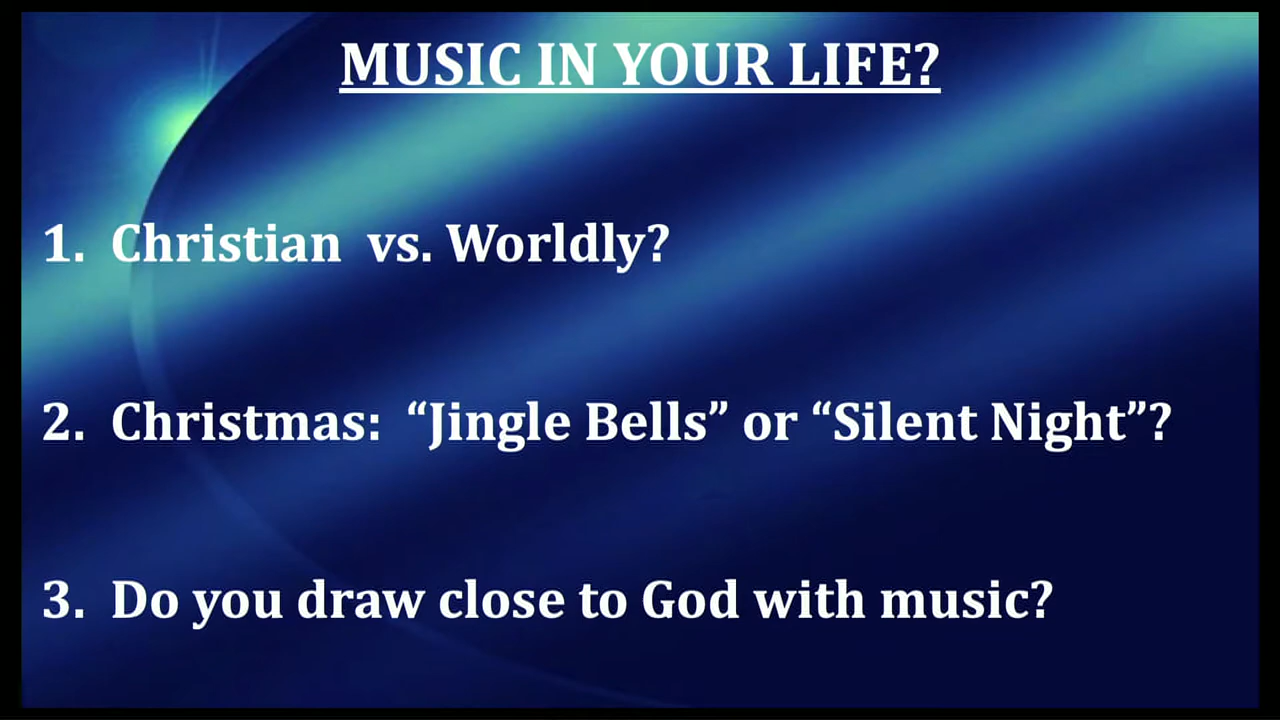 MUSIC IN YOUR LIFE?
1. Christian vs. Worldly?
2. Christmas: “Jingle Bells” or “Silent Night”?
3. Do you draw close to God with music?